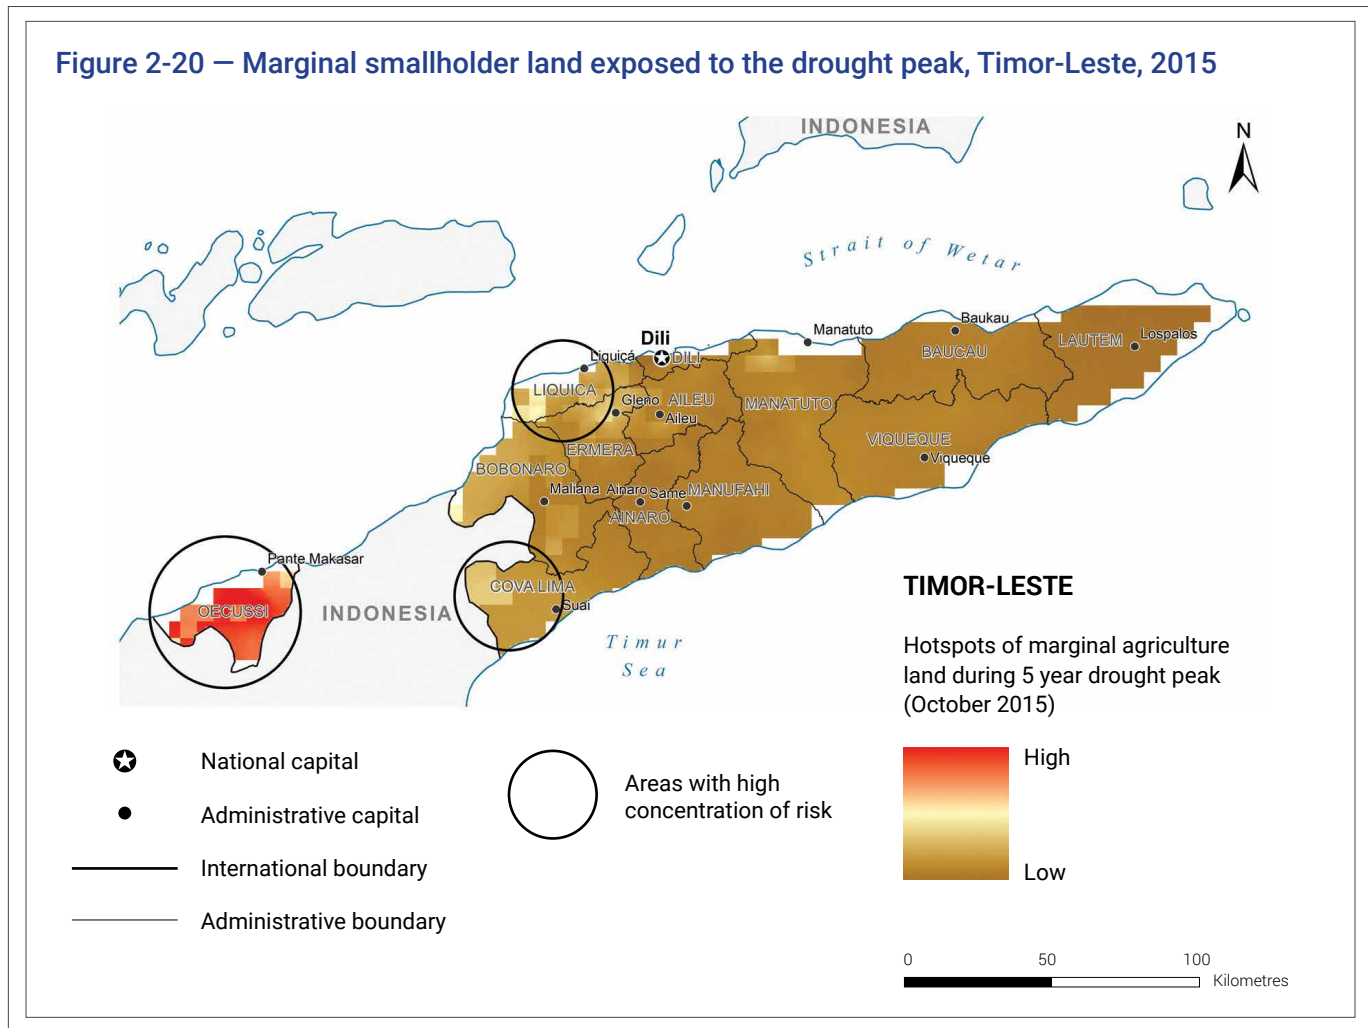 Figure 2-20 — Marginal smallholder land exposed to the drought peak, Timor-Leste, 2015
INDONESIA
N
Strait of Wetar
Baukau
Manatuto
Dili
Lospalos
LAUTEM
Liquiçá
DILI
BAUCAU
LIQUICA
Gleno
AILEU
MANATUTO
Aileu
VIQUEQUE
ERMERA
Viqueque
BOBONARO
Maliana
Ainaro
Same
MANUFAHI
AINARO
Pante Makasar
COVA LIMA
OECUSSI
INDONESIA
Suai
Timur
Sea
TIMOR-LESTE
Hotspots of marginal agriculture
land during 5 year drought peak
(October 2015)
High
Low
National capital
Administrative capital
International boundary
Administrative boundary
Areas with high
concentration of risk
0 50 100
Kilometres